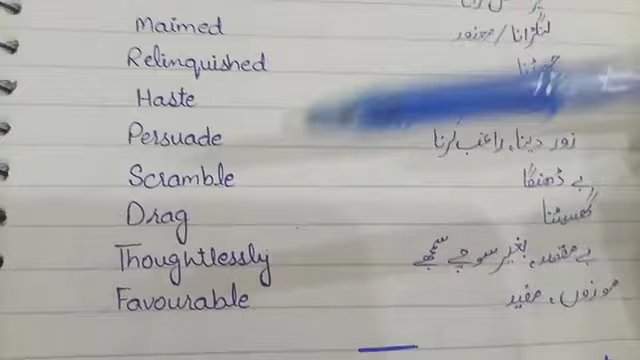 Maimed لنگڑانا / معذور
Relinquished
Haste
Persuade زور دینا، راغب کرنا
Scramble بے ڈھنگا
Drag گھسیٹنا
Thoughtlessly بے مقصد، بغیر سوچے سمجھے
Favourable موزوں، مفید